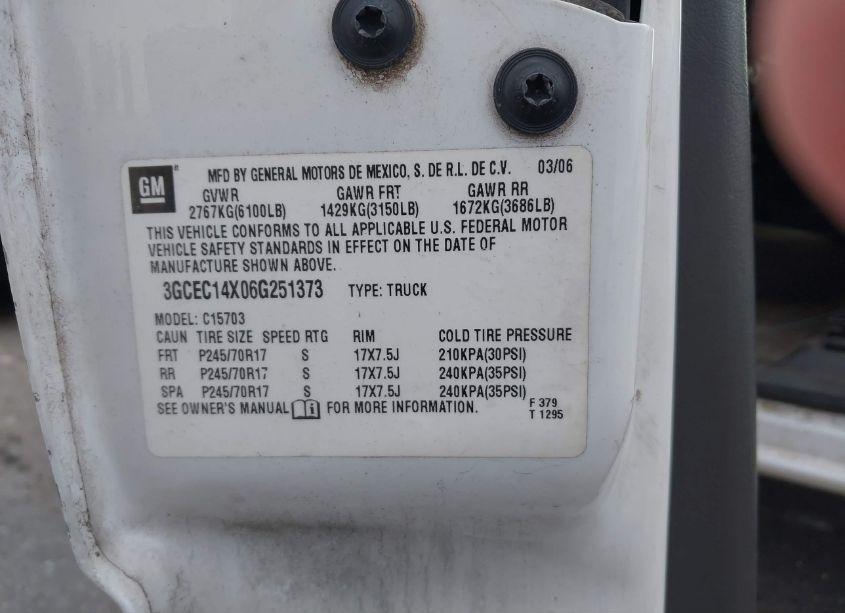 GM
MFD BY GENERAL MOTORS DE MEXICO, S. DE R.L. DE C.V. 03/06
GVWR GAWR FRT GAWR RR
2767KG(6100LB) 1429KG(3150LB) 1672KG(3686LB)
THIS VEHICLE CONFORMS TO ALL APPLICABLE U.S. FEDERAL MOTOR
VEHICLE SAFETY STANDARDS IN EFFECT ON THE DATE OF
MANUFACTURE SHOWN ABOVE.
3GCEC14X06G251373 TYPE: TRUCK
MODEL: C15703
CAUN TIRE SIZE SPEED RTG RIM COLD TIRE PRESSURE
FRT P245/70R17 S 17X7.5J 210KPA(30PSI)
RR P245/70R17 S 17X7.5J 240KPA(35PSI)
SPA P245/70R17 S 17X7.5J 240KPA(35PSI)
SEE OWNER'S MANUAL i FOR MORE INFORMATION.
F 379
T 1295